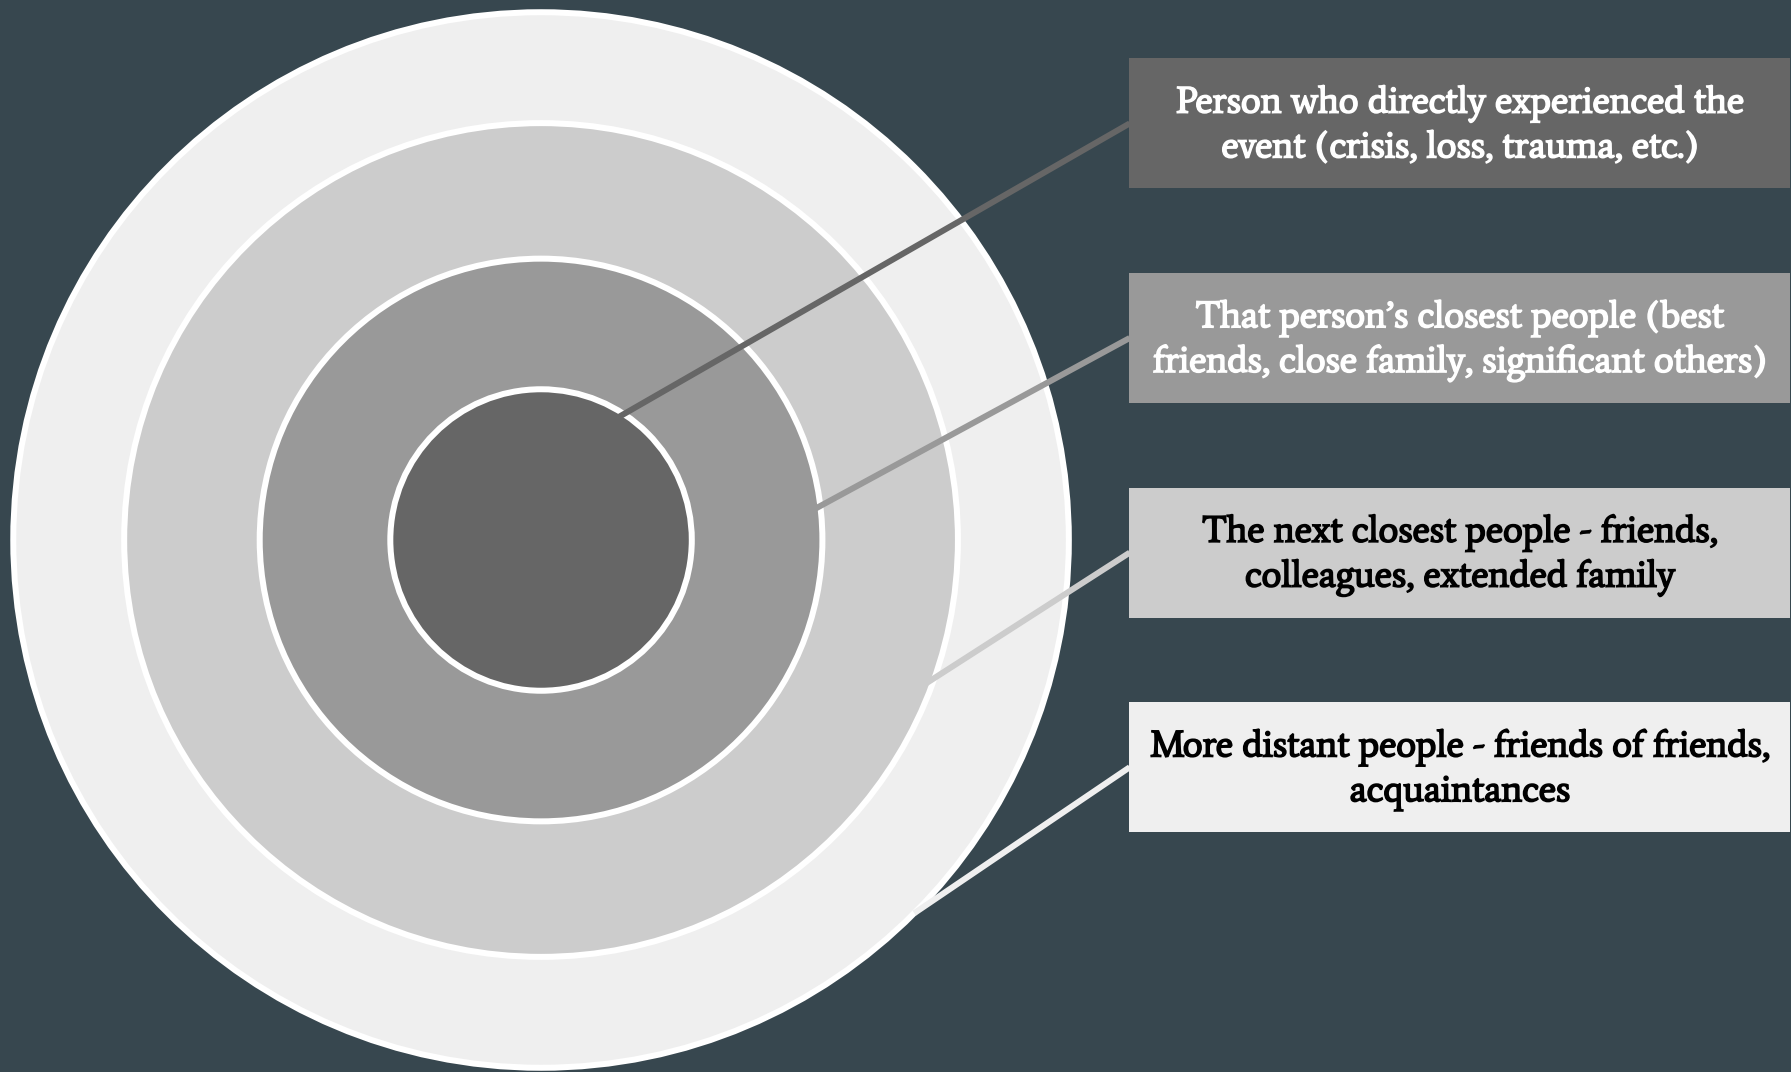 Person who directly experienced the
event (crisis, loss, trauma, etc.)
That person’s closest people (best
friends, close family, significant others)
The next closest people - friends,
colleagues, extended family
More distant people - friends of friends,
acquaintances